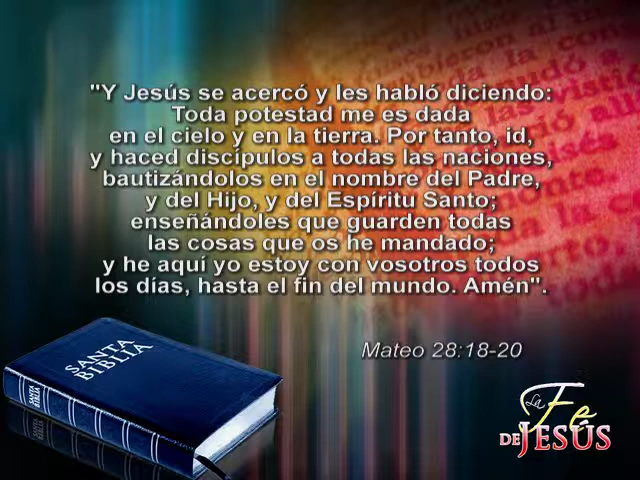 "Y Jesús se acercó y les habló diciendo:
Toda potestad me es dada
en el cielo y en la tierra. Por tanto, id,
y haced discípulos a todas las naciones,
bautizándolos en el nombre del Padre,
y del Hijo, y del Espíritu Santo;
enseñándoles que guarden todas
las cosas que os he mandado;
y he aquí yo estoy con vosotros todos
los días, hasta el fin del mundo. Amén".
Mateo 28:18-20
SANTA
BIBLIA
SANTA
BIBLIA
La Fe
DE JESÚS